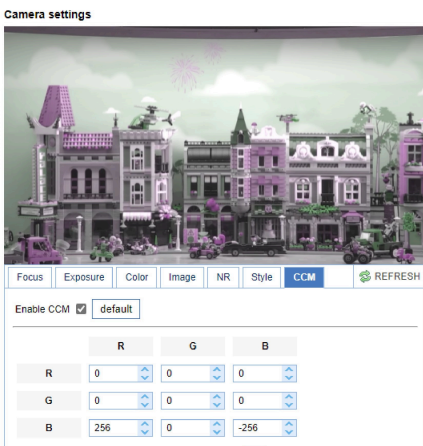 Camera settings
Focus Exposure Color Image NR Style CCM REFRESH
Enable CCM default
R G B
R 0 0 0
G 0 0 0
B 256 0 -256